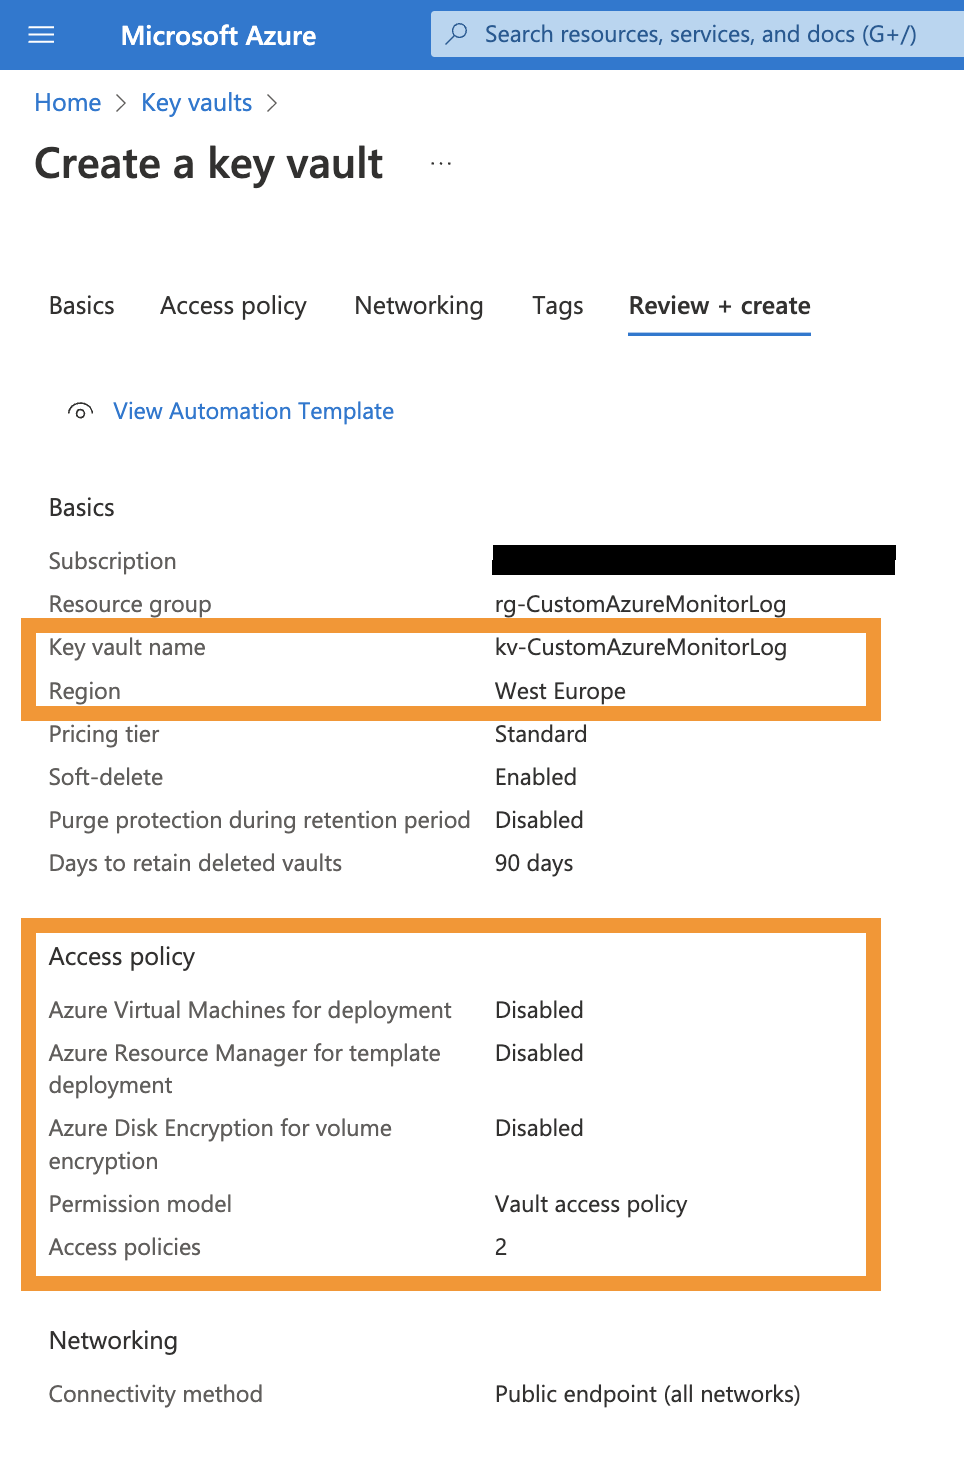 Microsoft Azure
Search resources, services, and docs (G+/)
Home > Key vaults >
Create a key vault ...
Basics Access policy Networking Tags Review + create
View Automation Template
Basics
Subscription
Resource group rg-CustomAzureMonitorLog
Key vault name kv-CustomAzureMonitorLog
Region West Europe
Pricing tier Standard
Soft-delete Enabled
Purge protection during retention period Disabled
Days to retain deleted vaults 90 days
Access policy
Azure Virtual Machines for deployment Disabled
Azure Resource Manager for template Disabled
deployment
Azure Disk Encryption for volume Disabled
encryption
Permission model Vault access policy
Access policies 2
Networking
Connectivity method Public endpoint (all networks)